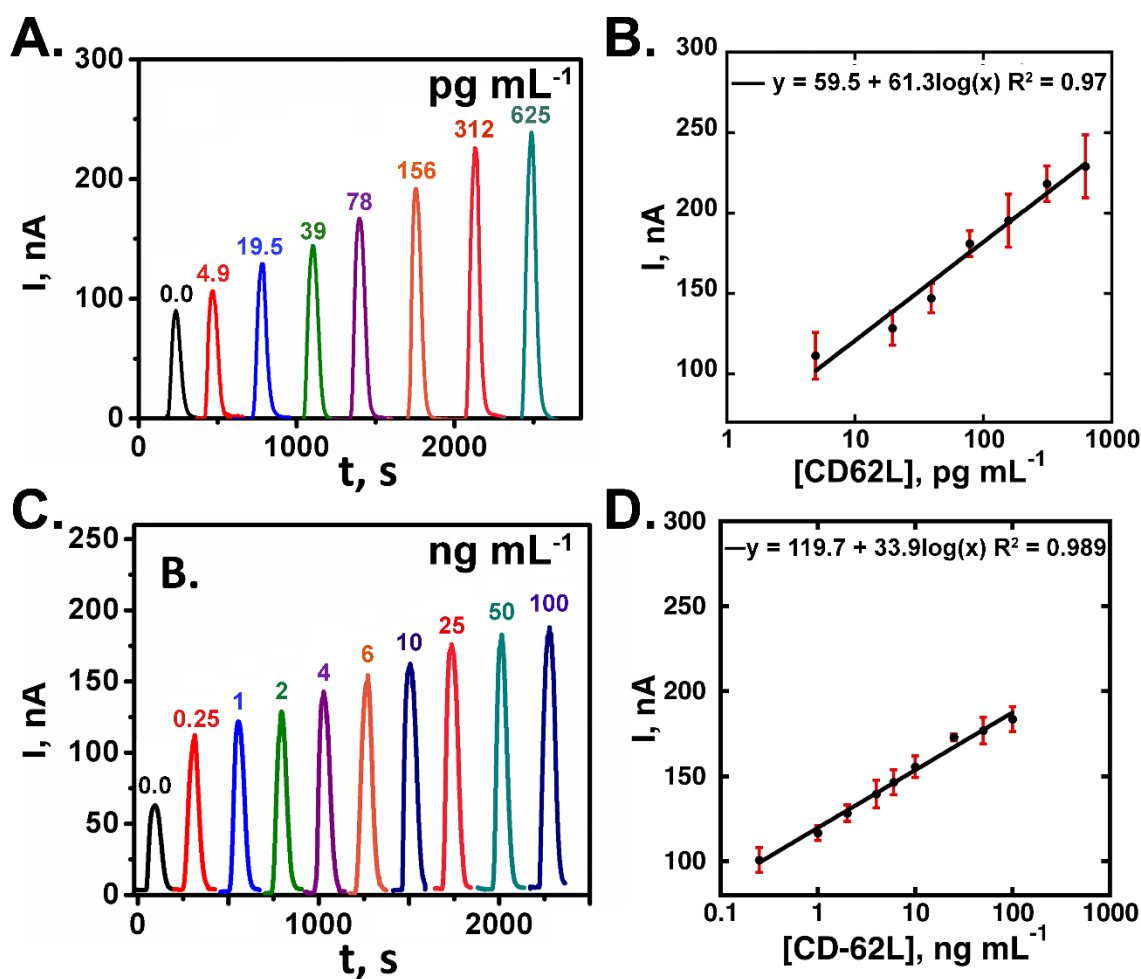 A.
300
200
100
0
I, nA
pg mL⁻¹
0.0
4.9
19.5
39
78
156
312
625
0 1000 2000
t, s
B.
300
250
200
150
100
I, nA
y = 59.5 + 61.3log(x) R² = 0.97
1 10 100 1000
[CD62L], pg mL⁻¹
C.
250
200
150
100
50
0
I, nA
B.
ng mL⁻¹
0.0
0.25
1
2
4
6
10
25
50
100
0 1000 2000
t, s
D.
300
250
200
150
100
I, nA
y = 119.7 + 33.9log(x) R² = 0.989
0.1 1 10 100 1000
[CD-62L], ng mL⁻¹